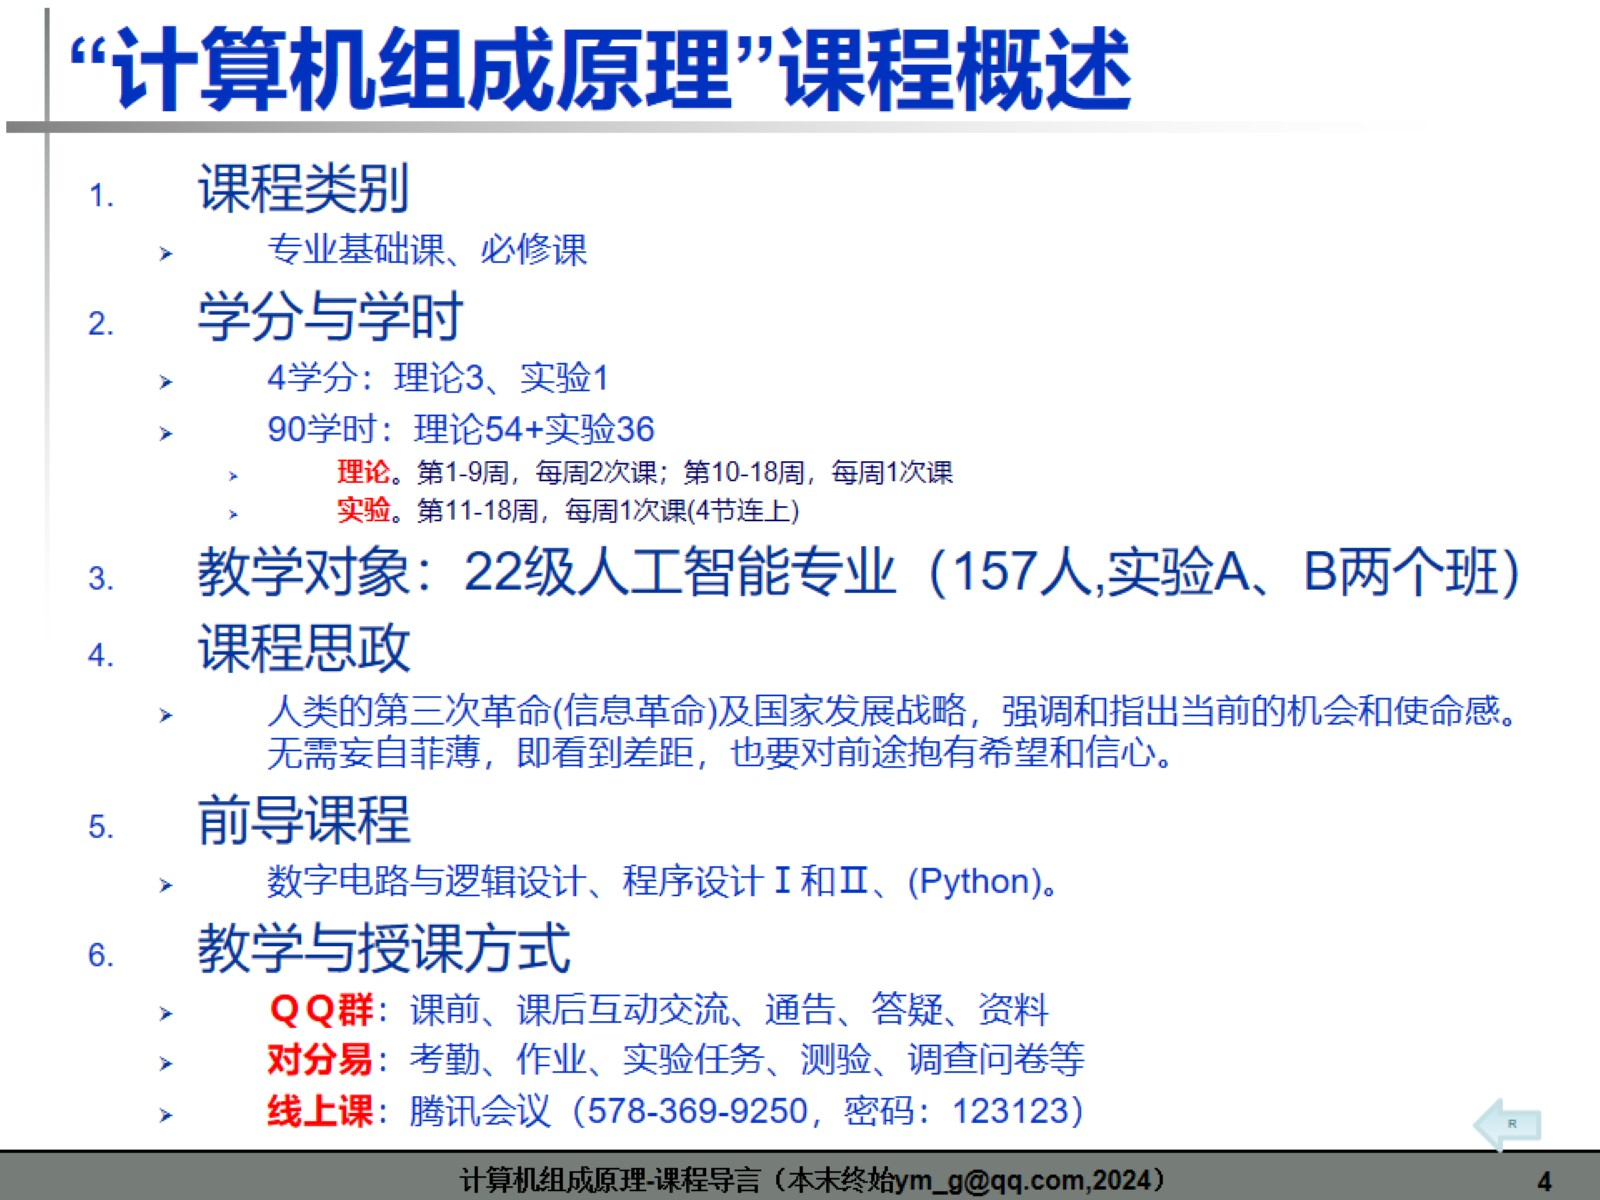 “计算机组成原理”课程概述
1. 课程类别
➢ 专业基础课、必修课
2. 学分与学时
➢ 4学分：理论3、实验1
➢ 90学时：理论54+实验36
➢ 理论。第1-9周，每周2次课；第10-18周，每周1次课
➢ 实验。第11-18周，每周1次课(4节连上)
3. 教学对象：22级人工智能专业（157人,实验A、B两个班）
4. 课程思政
➢ 人类的第三次革命(信息革命)及国家发展战略，强调和指出当前的机会和使命感。
无需妄自菲薄，即看到差距，也要对前途抱有希望和信心。
5. 前导课程
➢ 数字电路与逻辑设计、程序设计Ⅰ和Ⅱ、(Python)。
6. 教学与授课方式
➢ ＱＱ群：课前、课后互动交流、通告、答疑、资料
➢ 对分易：考勤、作业、实验任务、测验、调查问卷等
➢ 线上课：腾讯会议（578-369-9250，密码：123123）
R
计算机组成原理-课程导言（本末终始ym_g@qq.com,2024）
4